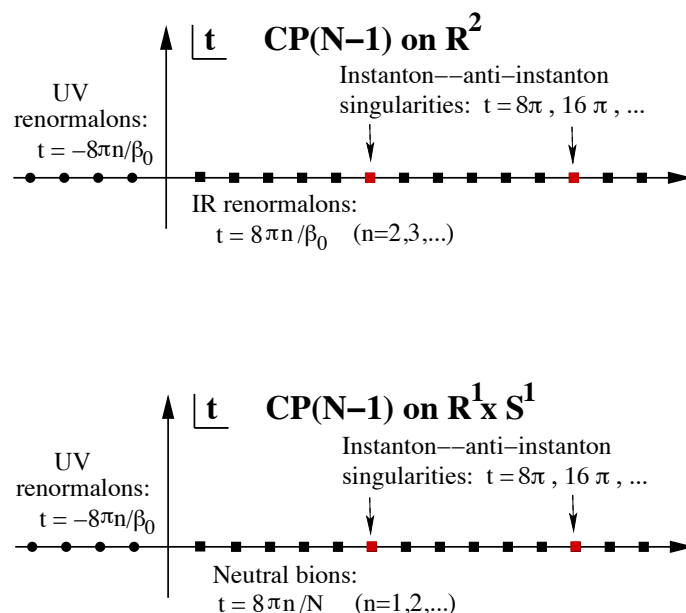 t CP(N−1) on R²
Instanton−−anti−instanton
singularities: t = 8π , 16 π , ...
UV
renormalons:
t = −8πn/β₀
IR renormalons:
t = 8πn/β₀ (n=2,3,...)
t CP(N−1) on R¹x S¹
Instanton−−anti−instanton
singularities: t = 8π , 16 π , ...
UV
renormalons:
t = −8πn/β₀
Neutral bions:
t = 8πn/N (n=1,2,...)